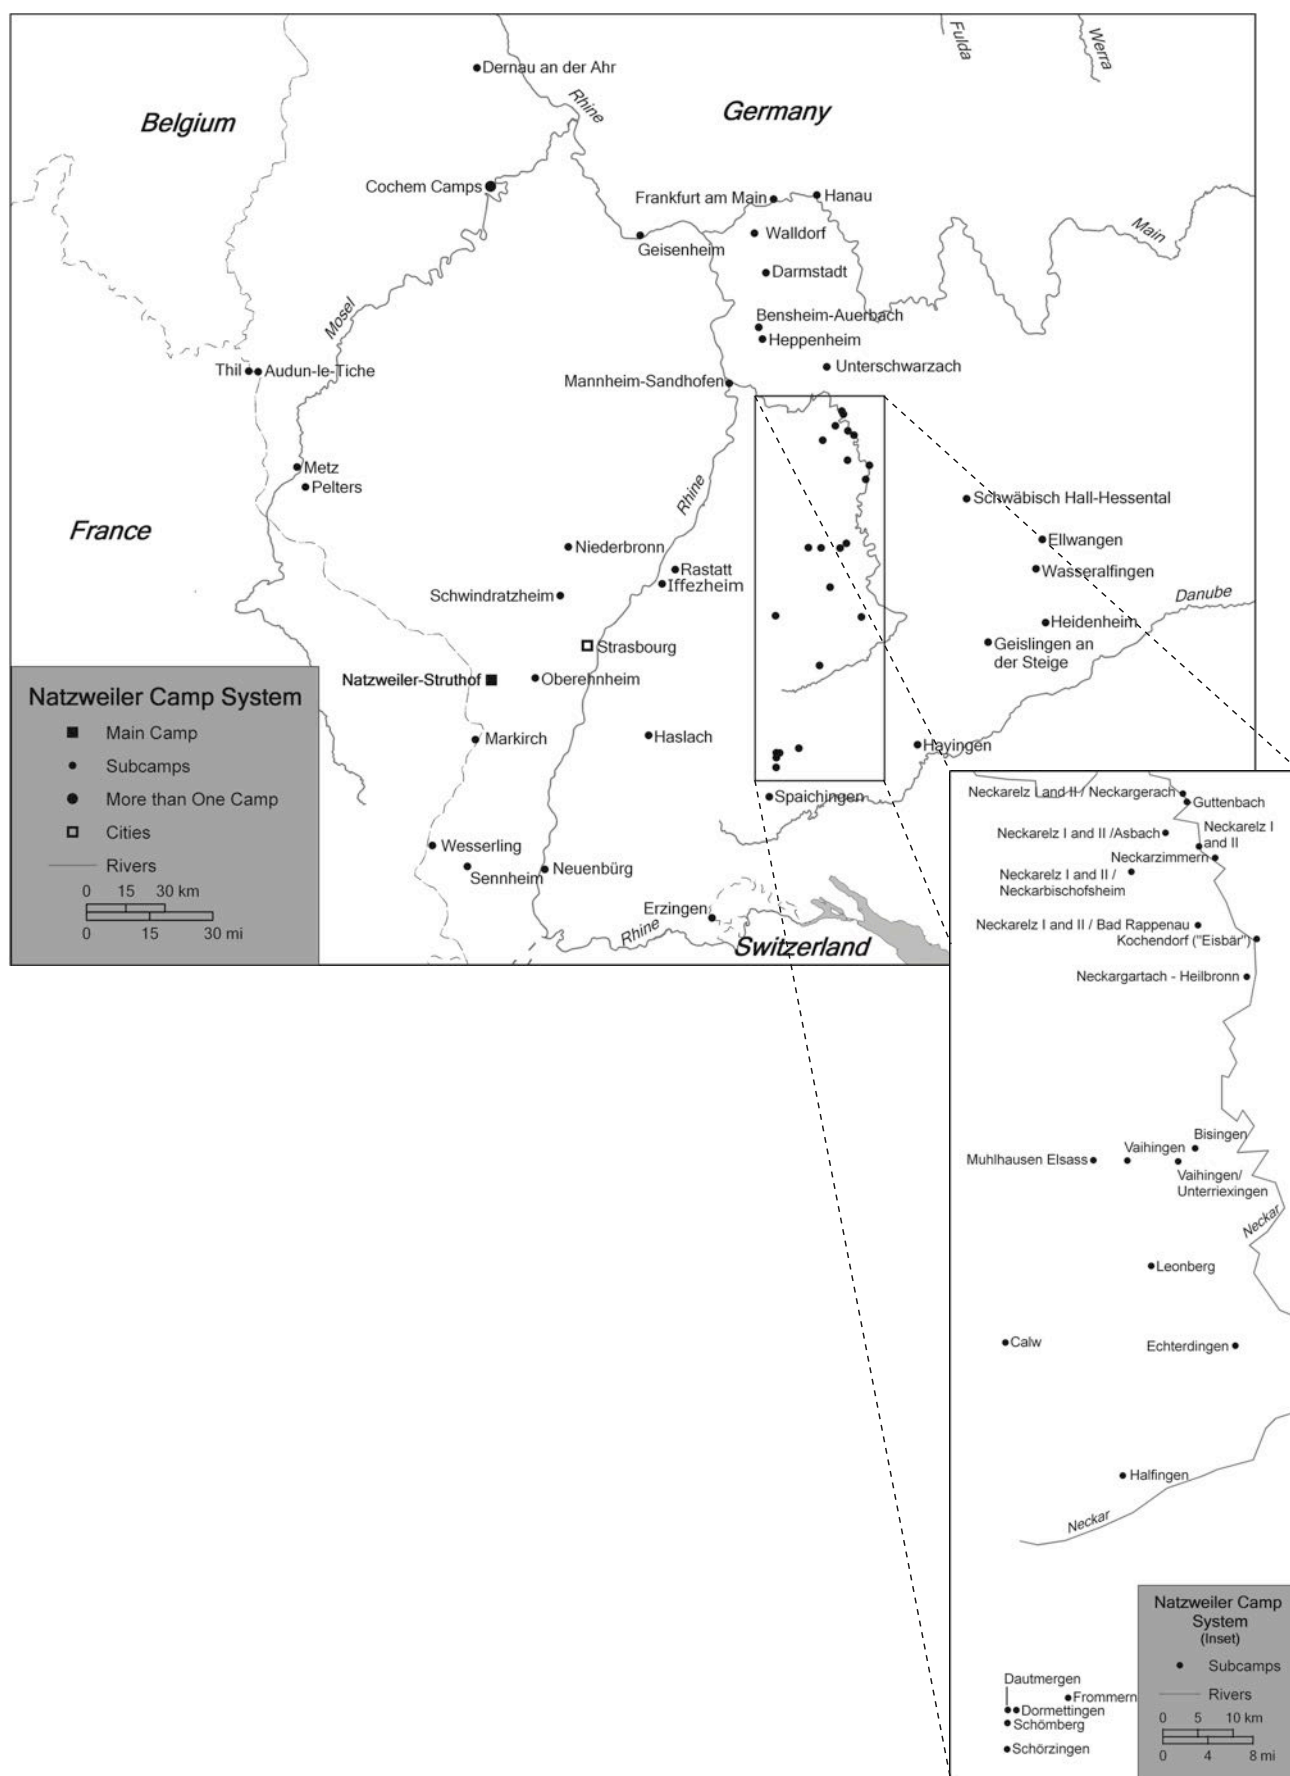 Fulda
Werra
Dernau an der Ahr
Rhine
Belgium
Germany
Cochem Camps
Frankfurt am Main
Hanau
Walldorf
Main
Geisenheim
Darmstadt
Mosel
Bensheim-Auerbach
Heppenheim
Thil
Audun-le-Tiche
Unterschwarzach
Mannheim-Sandhofen
Metz
Pelters
Rhine
Schwäbisch Hall-Hessental
France
Niederbronn
Ellwangen
Rastatt
Wasseralfingen
Iffezheim
Schwindratzheim
Danube
Heidenheim
Strasbourg
Geislingen an
der Steige
Natzweiler-Struthof
Oberehnheim
Markirch
Haslach
Hayingen
Spaichingen
Wesserling
Sennheim
Neuenbürg
Erzingen
Rhine
Switzerland
Natzweiler Camp System
Main Camp
Subcamps
More than One Camp
Cities
Rivers
0 15 30 km
0 15 30 mi
Neckarelz I and II / Neckargerach
Guttenbach
Neckarelz I and II /Asbach
Neckarelz I
and II
Neckarzimmern
Neckarelz I and II /
Neckarbischofsheim
Neckarelz I and II / Bad Rappenau
Kochendorf ("Eisbär")
Neckargartach - Heilbronn
Bisingen
Vaihingen
Muhlhausen Elsass
Vaihingen/
Unterriexingen
Neckar
Leonberg
Calw
Echterdingen
Halfingen
Neckar
Natzweiler Camp
System
(Inset)
Subcamps
Rivers
0 5 10 km
0 4 8 mi
Dautmergen
Frommern
Dormettingen
Schömberg
Schörzingen